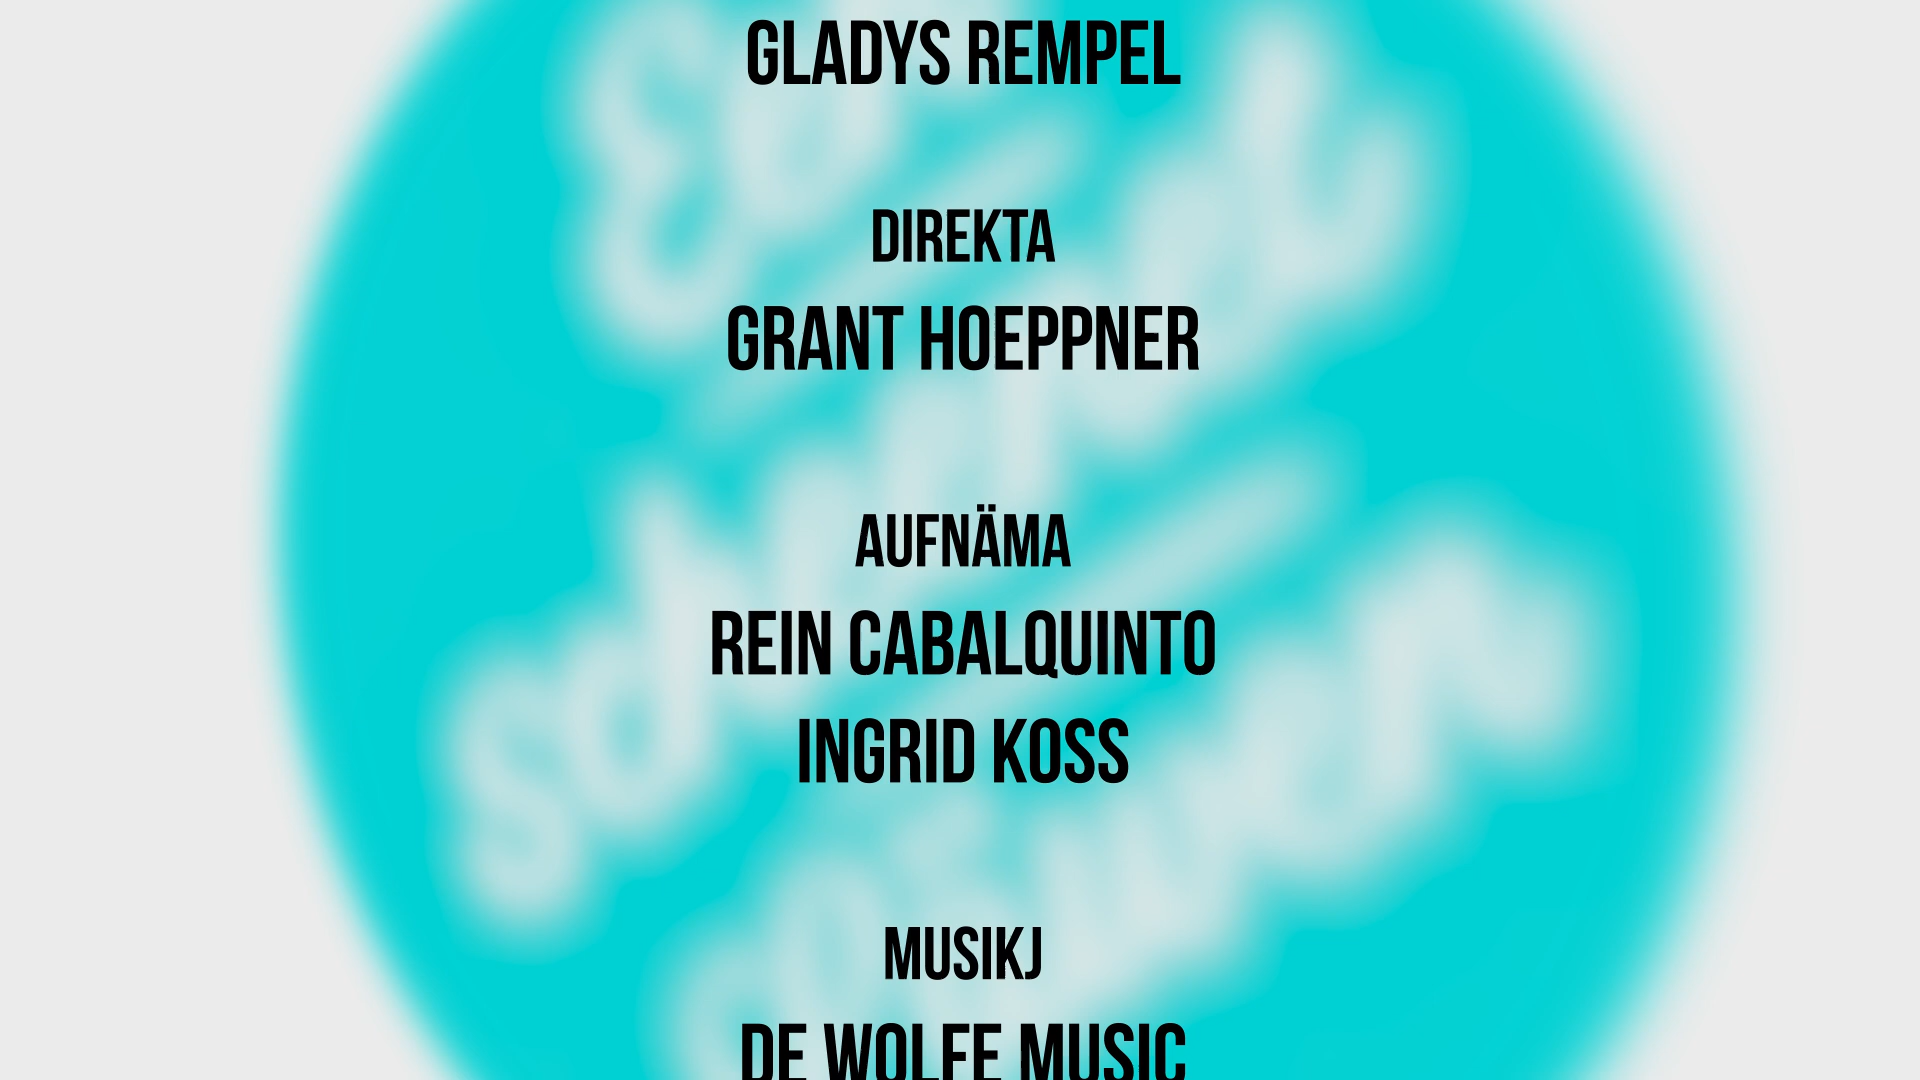 GLADYS REMPEL
DIREKTA
GRANT HOEPPNER
AUFNÄMA
REIN CABALQUINTO
INGRID KOSS
MUSIKJ
DE WOLFE MUSIC